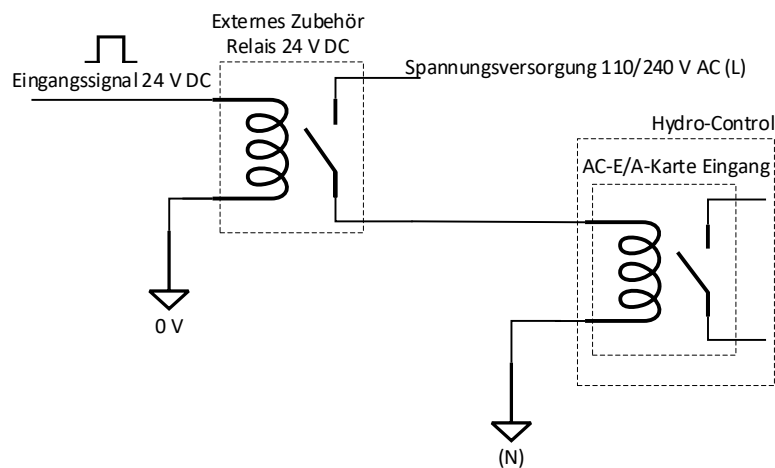 Externes Zubehör
Relais 24 V DC
Eingangssignal 24 V DC
Spannungsversorgung 110/240 V AC (L)
Hydro-Control
AC-E/A-Karte Eingang
0 V
(N)